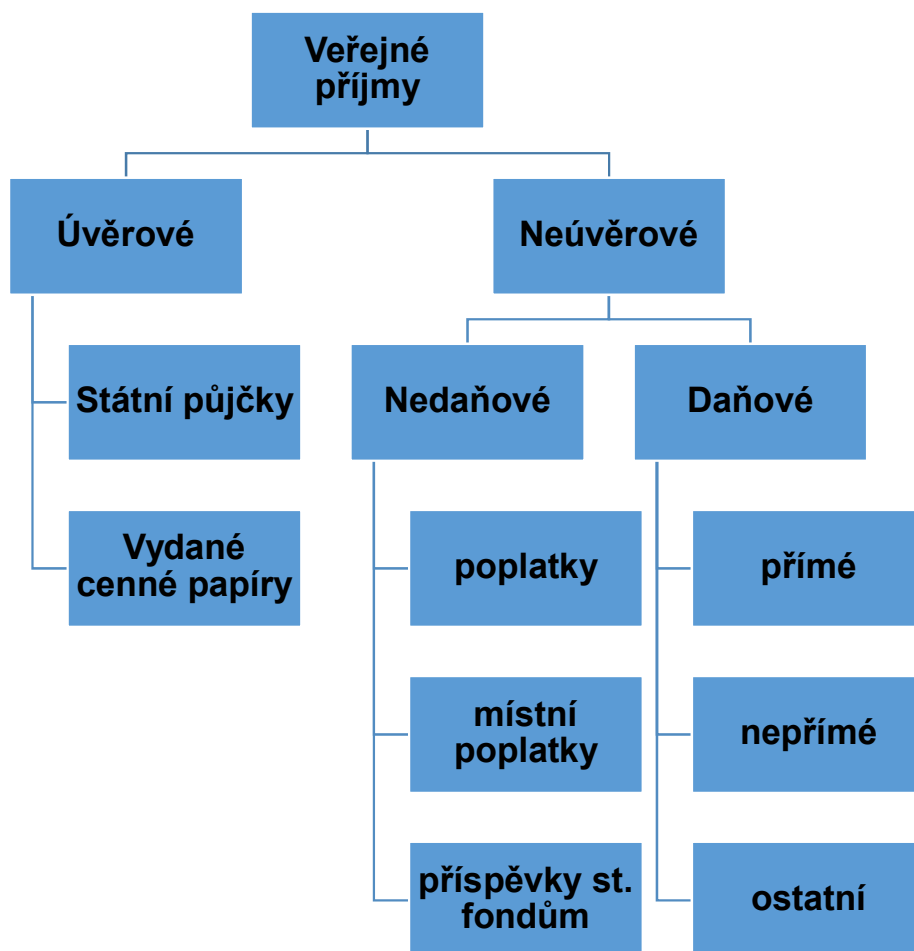 Veřejné
příjmy
Úvěrové
Neúvěrové
Státní půjčky
Nedaňové
Daňové
Vydané
cenné papíry
poplatky
přímé
místní
poplatky
nepřímé
příspěvky st.
fondům
ostatní